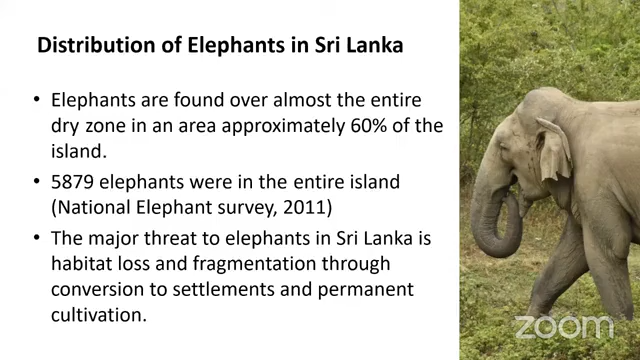 Distribution of Elephants in Sri Lanka
• Elephants are found over almost the entire
dry zone in an area approximately 60% of the
island.
• 5879 elephants were in the entire island
(National Elephant survey, 2011)
• The major threat to elephants in Sri Lanka is
habitat loss and fragmentation through
conversion to settlements and permanent
cultivation.
zoom